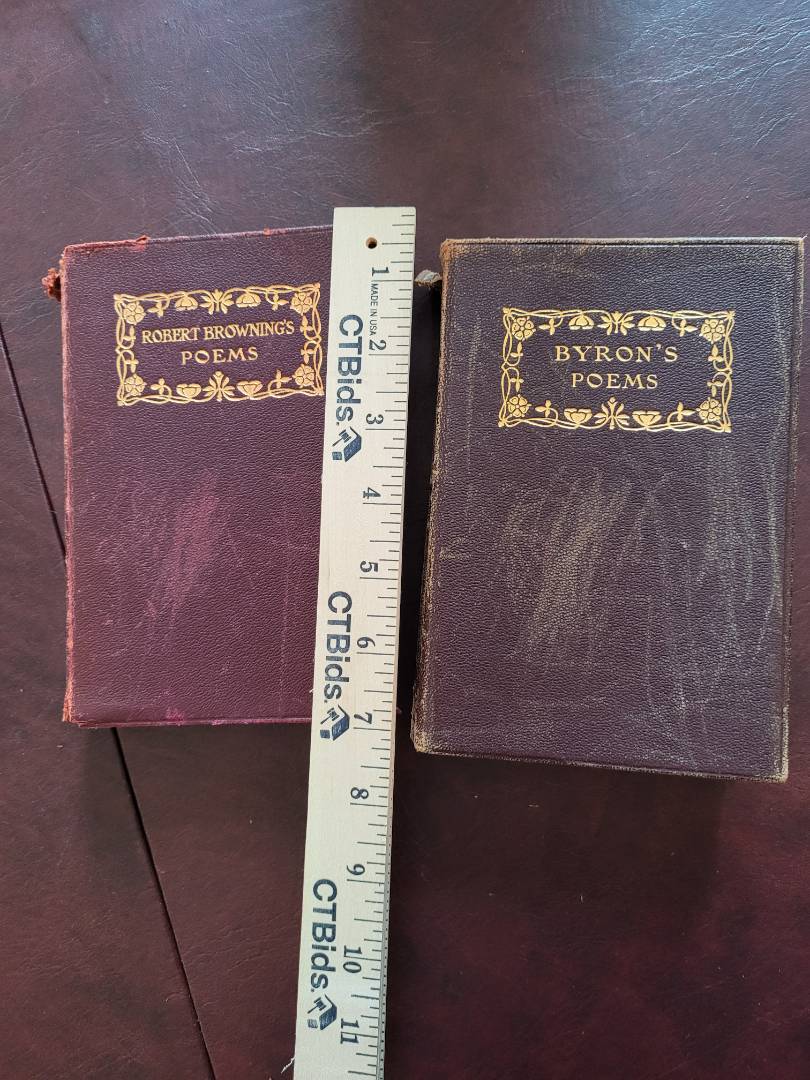 ROBERT BROWNING'S
POEMS
BYRON'S
POEMS
1
MADE IN USA
2
CTBids.
3
4
5
6
CTBids.
7
8
9
10
CTBids.
11